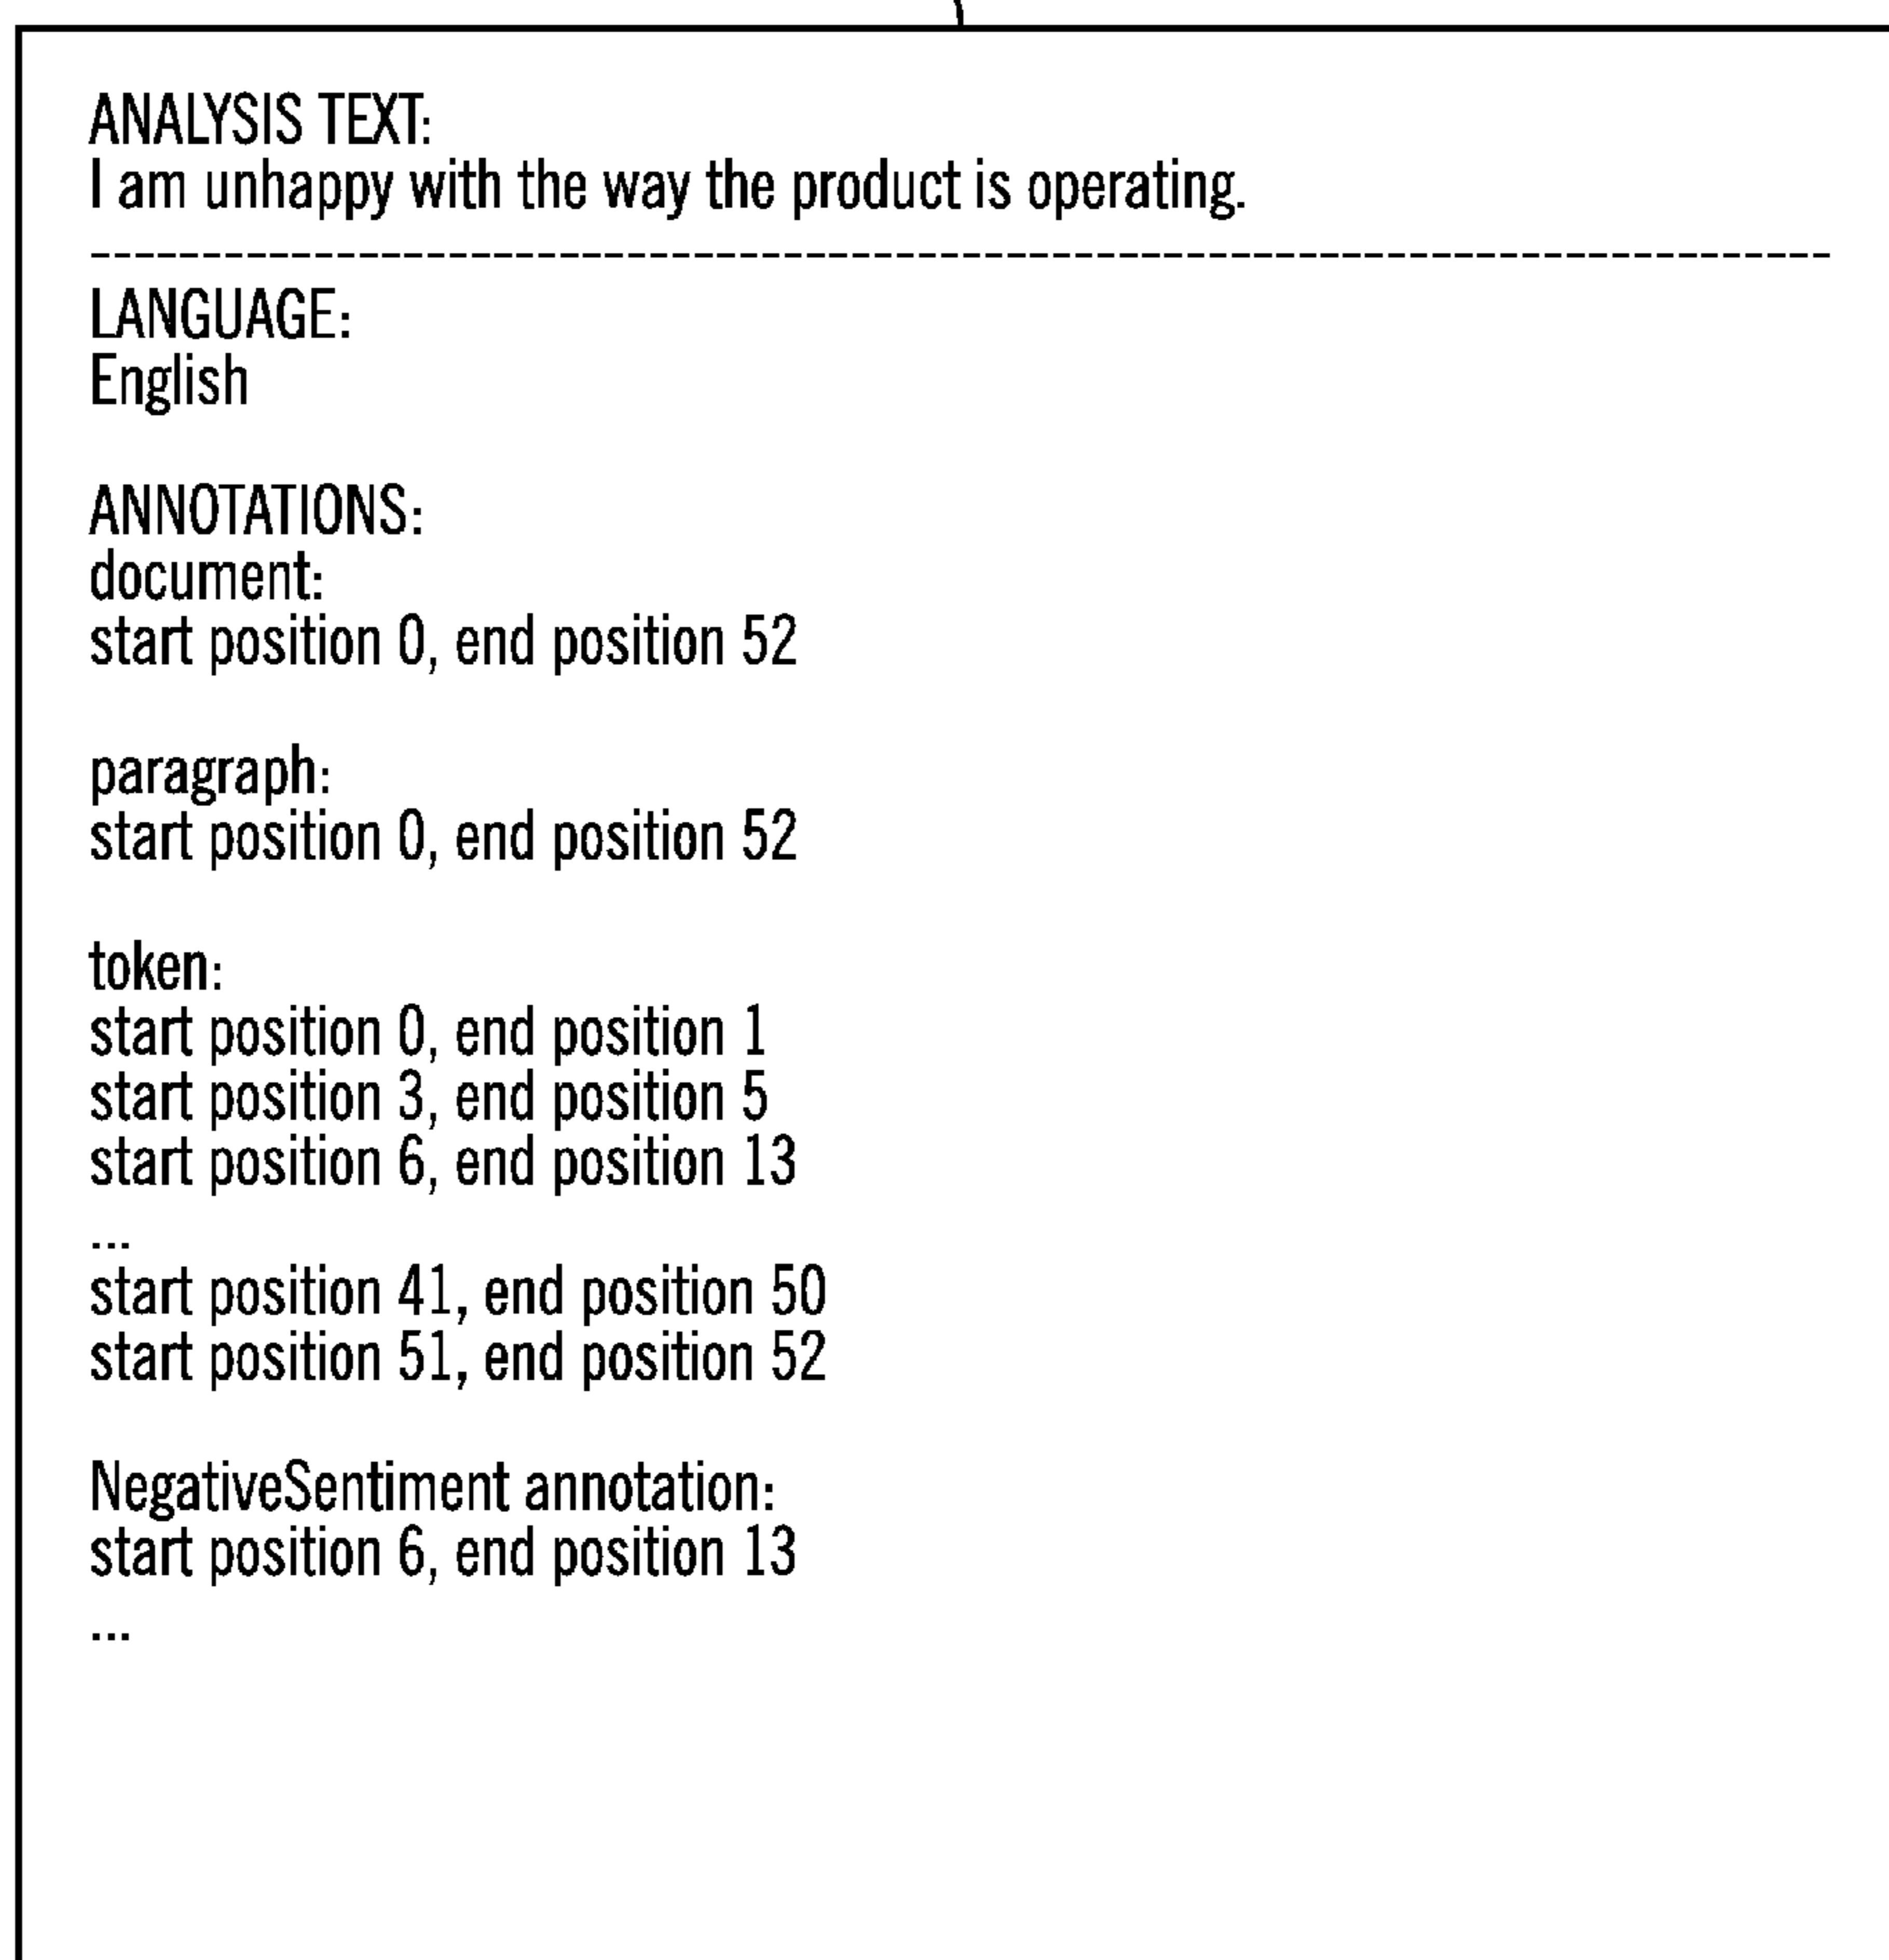 ANALYSIS TEXT:
I am unhappy with the way the product is operating.
--------------------------------------------------------------------------------
LANGUAGE:
English
ANNOTATIONS:
document:
start position 0, end position 52
paragraph:
start position 0, end position 52
token:
start position 0, end position 1
start position 3, end position 5
start position 6, end position 13
...
start position 41, end position 50
start position 51, end position 52
NegativeSentiment annotation:
start position 6, end position 13
...